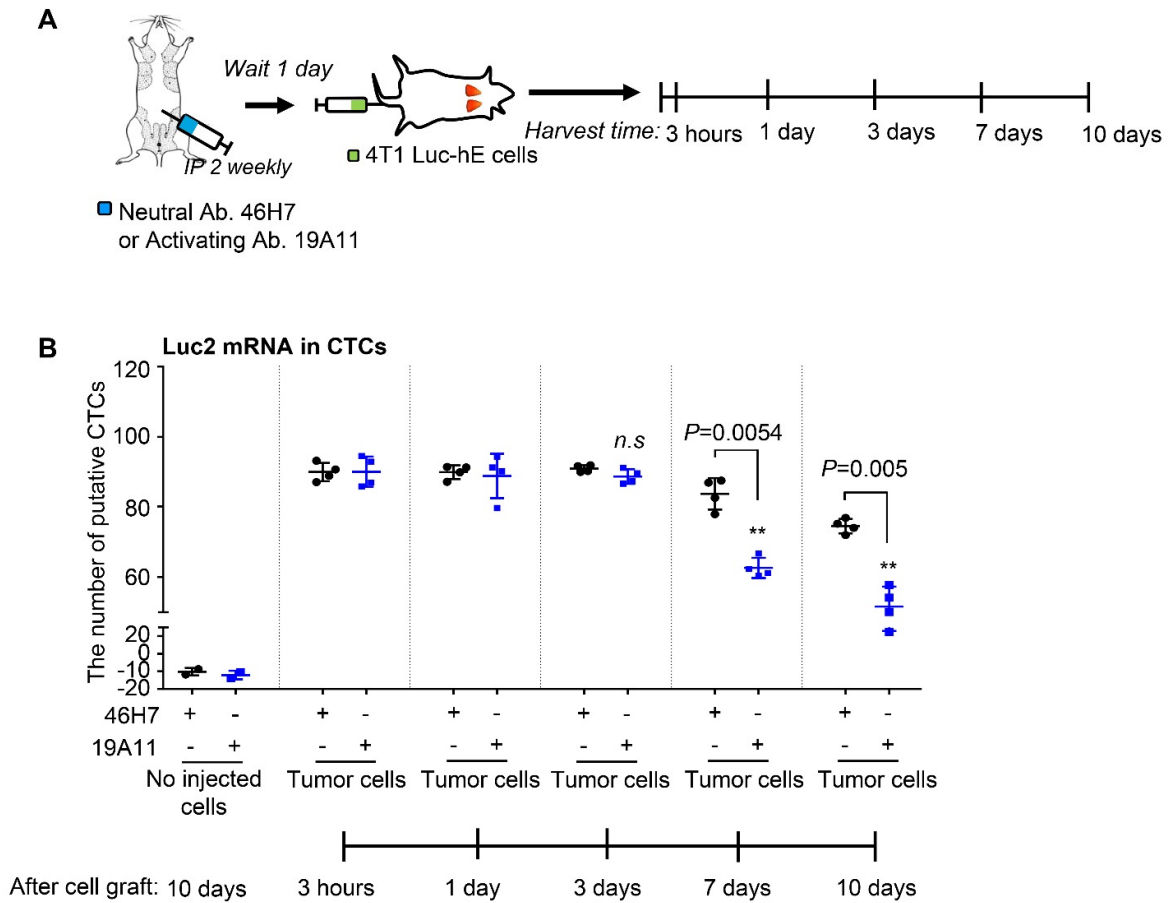 A
Wait 1 day
IP 2 weekly
4T1 Luc-hE cells
Harvest time: 3 hours 1 day 3 days 7 days 10 days
Neutral Ab. 46H7
or Activating Ab. 19A11
B
Luc2 mRNA in CTCs
The number of putative CTCs
120
100
80
60
20
0
-10
-20
n.s
P=0.0054
**
P=0.005
**
46H7 + - + - + - + - + - + -
19A11 - + - + - + - + - + - +
No injected cells
Tumor cells Tumor cells Tumor cells Tumor cells Tumor cells
After cell graft: 10 days 3 hours 1 day 3 days 7 days 10 days